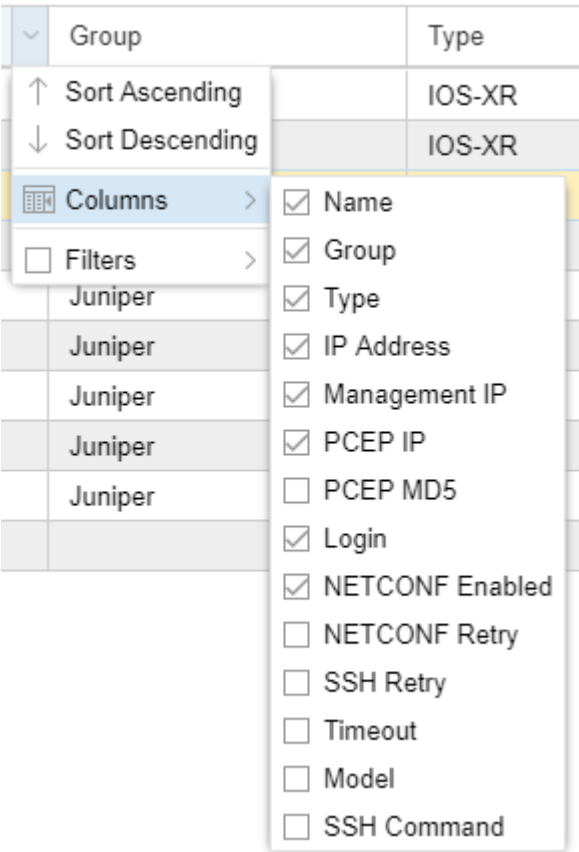 Group Type
Sort Ascending IOS-XR
Sort Descending IOS-XR
Columns Name
Group
Filters Type
Juniper
Juniper IP Address
Juniper Management IP
Juniper PCEP IP
Juniper PCEP MD5
Login
NETCONF Enabled
NETCONF Retry
SSH Retry
Timeout
Model
SSH Command